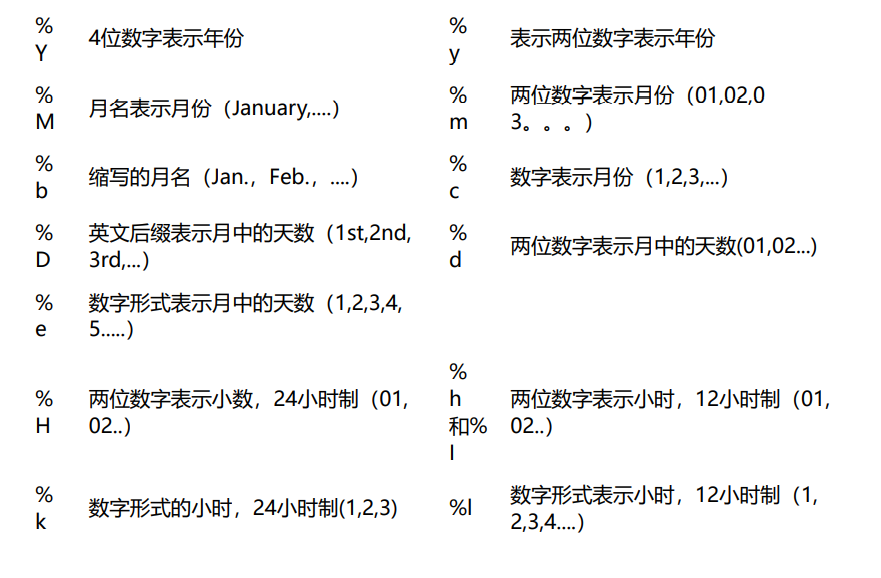 %
Y
4位数字表示年份
%
y
表示两位数字表示年份
%
M
月名表示月份（January,....）
%
m
两位数字表示月份（01,02,0
3。。。）
%
b
缩写的月名（Jan.，Feb.，....）
%
c
数字表示月份（1,2,3,...）
%
D
英文后缀表示月中的天数（1st,2nd,
3rd,...）
%
d
两位数字表示月中的天数(01,02...)
%
e
数字形式表示月中的天数（1,2,3,4,
5.....）
%
H
两位数字表示小数，24小时制（01,
02..）
%
h
和%
I
两位数字表示小时，12小时制（01,
02..）
%
k
数字形式的小时，24小时制(1,2,3)
%l
数字形式表示小时，12小时制（1,
2,3,4....）